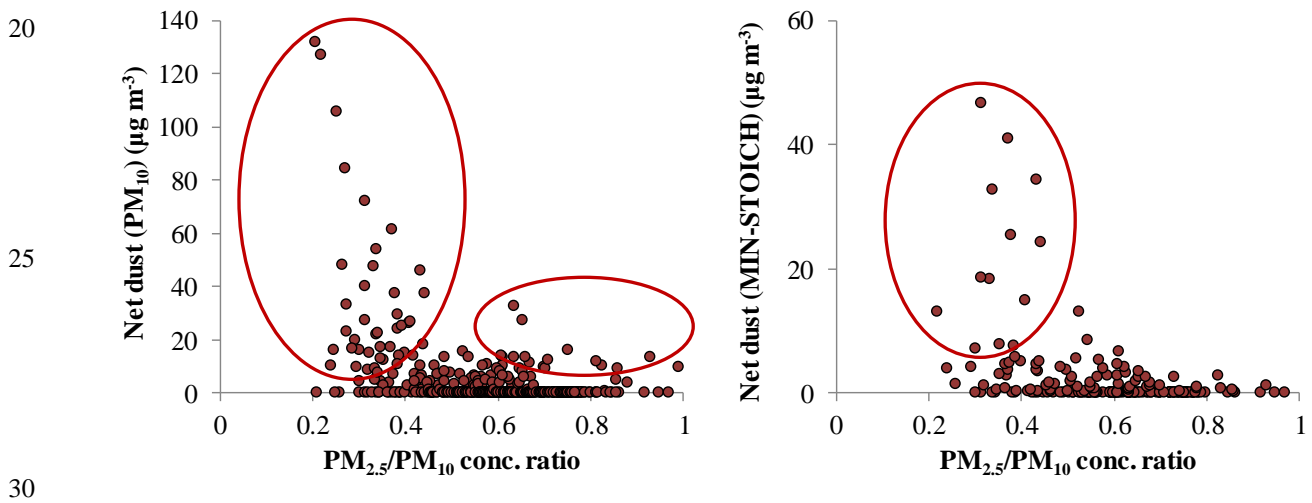 20
25
30
Net dust (PM10) (µg m-3)
140
120
100
80
60
40
20
0
0 0.2 0.4 0.6 0.8 1
PM2.5/PM10 conc. ratio
Net dust (MIN-STOICH) (µg m-3)
60
40
20
0
0 0.2 0.4 0.6 0.8 1
PM2.5/PM10 conc. ratio